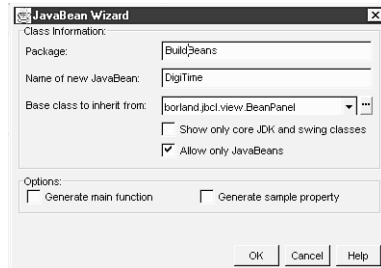 JavaBean Wizard
Class Information:
Package: BuildBeans
Name of new JavaBean: DigiTime
Base class to inherit from: borland.jbcl.view.BeanPanel ...
Show only core JDK and swing classes
Allow only JavaBeans
Options:
Generate main function Generate sample property
OK Cancel Help